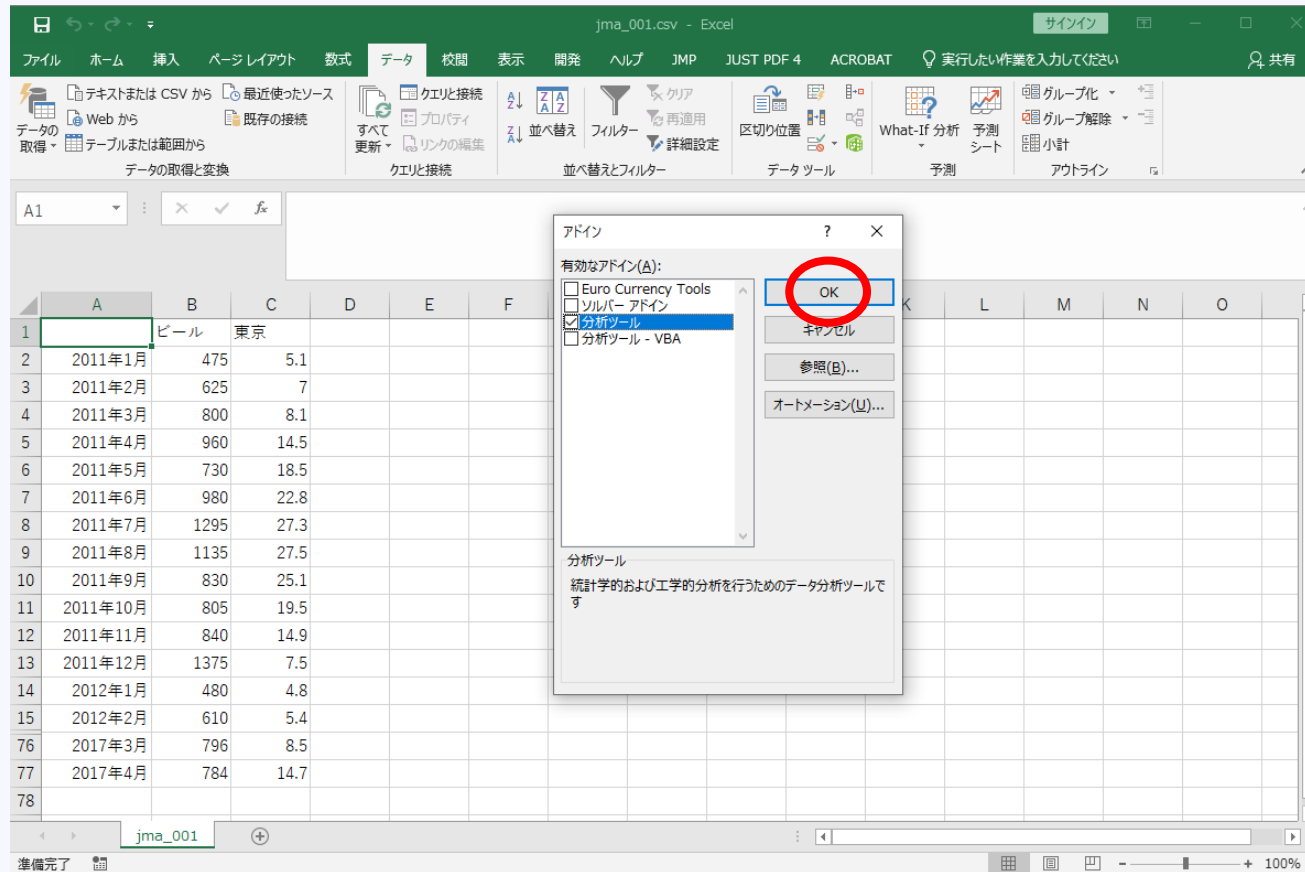 jma_001.csv - Excel サインイン
ファイル ホーム 挿入 ページ レイアウト 数式 データ 校閲 表示 開発 ヘルプ JMP JUST PDF 4 ACROBAT 実行したい作業を入力してください 共有
データの取得
テキストまたは CSV から
Web から
テーブルまたは範囲から
最近使ったソース
既存の接続
データの取得と変換
すべて更新
クエリと接続
プロパティ
リンクの編集
クエリと接続
並べ替え
フィルター
クリア
再適用
詳細設定
並べ替えとフィルター
区切り位置
データ ツール
What-If 分析
予測シート
予測
グループ化
グループ解除
小計
アウトライン
A1 fx
アドイン ? ×
有効なアドイン(A):
Euro Currency Tools
ソルバー アドイン
分析ツール
分析ツール - VBA
OK
キャンセル
参照(B)...
オートメーション(U)...
分析ツール
統計学的および工学的分析を行うためのデータ分析ツールで
す
A B C D E F K L M N O
1 ビール 東京
2 2011年1月 475 5.1
3 2011年2月 625 7
4 2011年3月 800 8.1
5 2011年4月 960 14.5
6 2011年5月 730 18.5
7 2011年6月 980 22.8
8 2011年7月 1295 27.3
9 2011年8月 1135 27.5
10 2011年9月 830 25.1
11 2011年10月 805 19.5
12 2011年11月 840 14.9
13 2011年12月 1375 7.5
14 2012年1月 480 4.8
15 2012年2月 610 5.4
76 2017年3月 796 8.5
77 2017年4月 784 14.7
78
jma_001
準備完了 100%